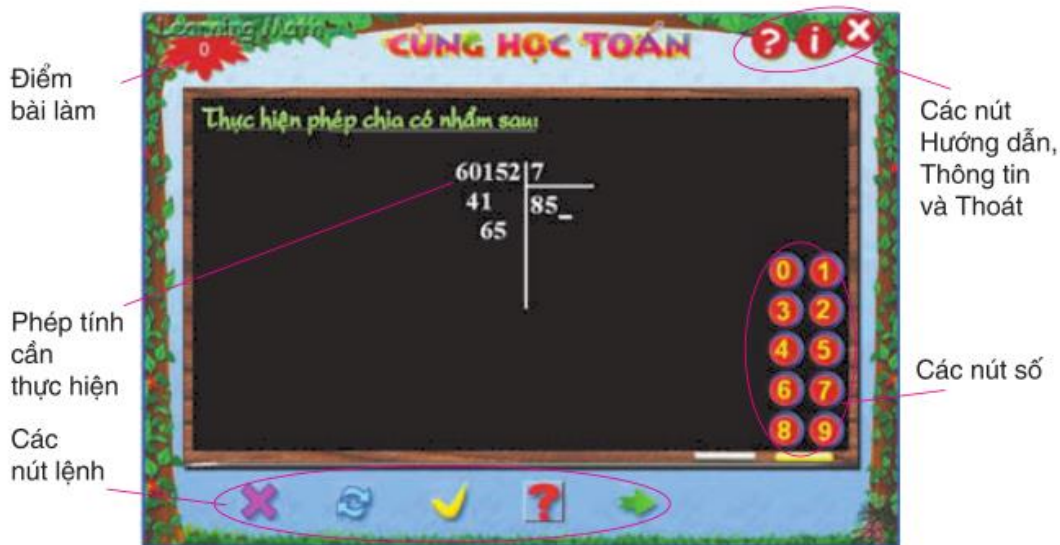 Learning Math
0
CÙNG HỌC TOÁN
? i ×
Điểm
bài làm
Các nút
Hướng dẫn,
Thông tin
và Thoát
Thực hiện phép chia có nhẩm sau:
60152 7
41 85_
65
0 1
3 2
4 5
6 7
8 9
Phép tính
cần
thực hiện
Các nút số
Các
nút lệnh
?